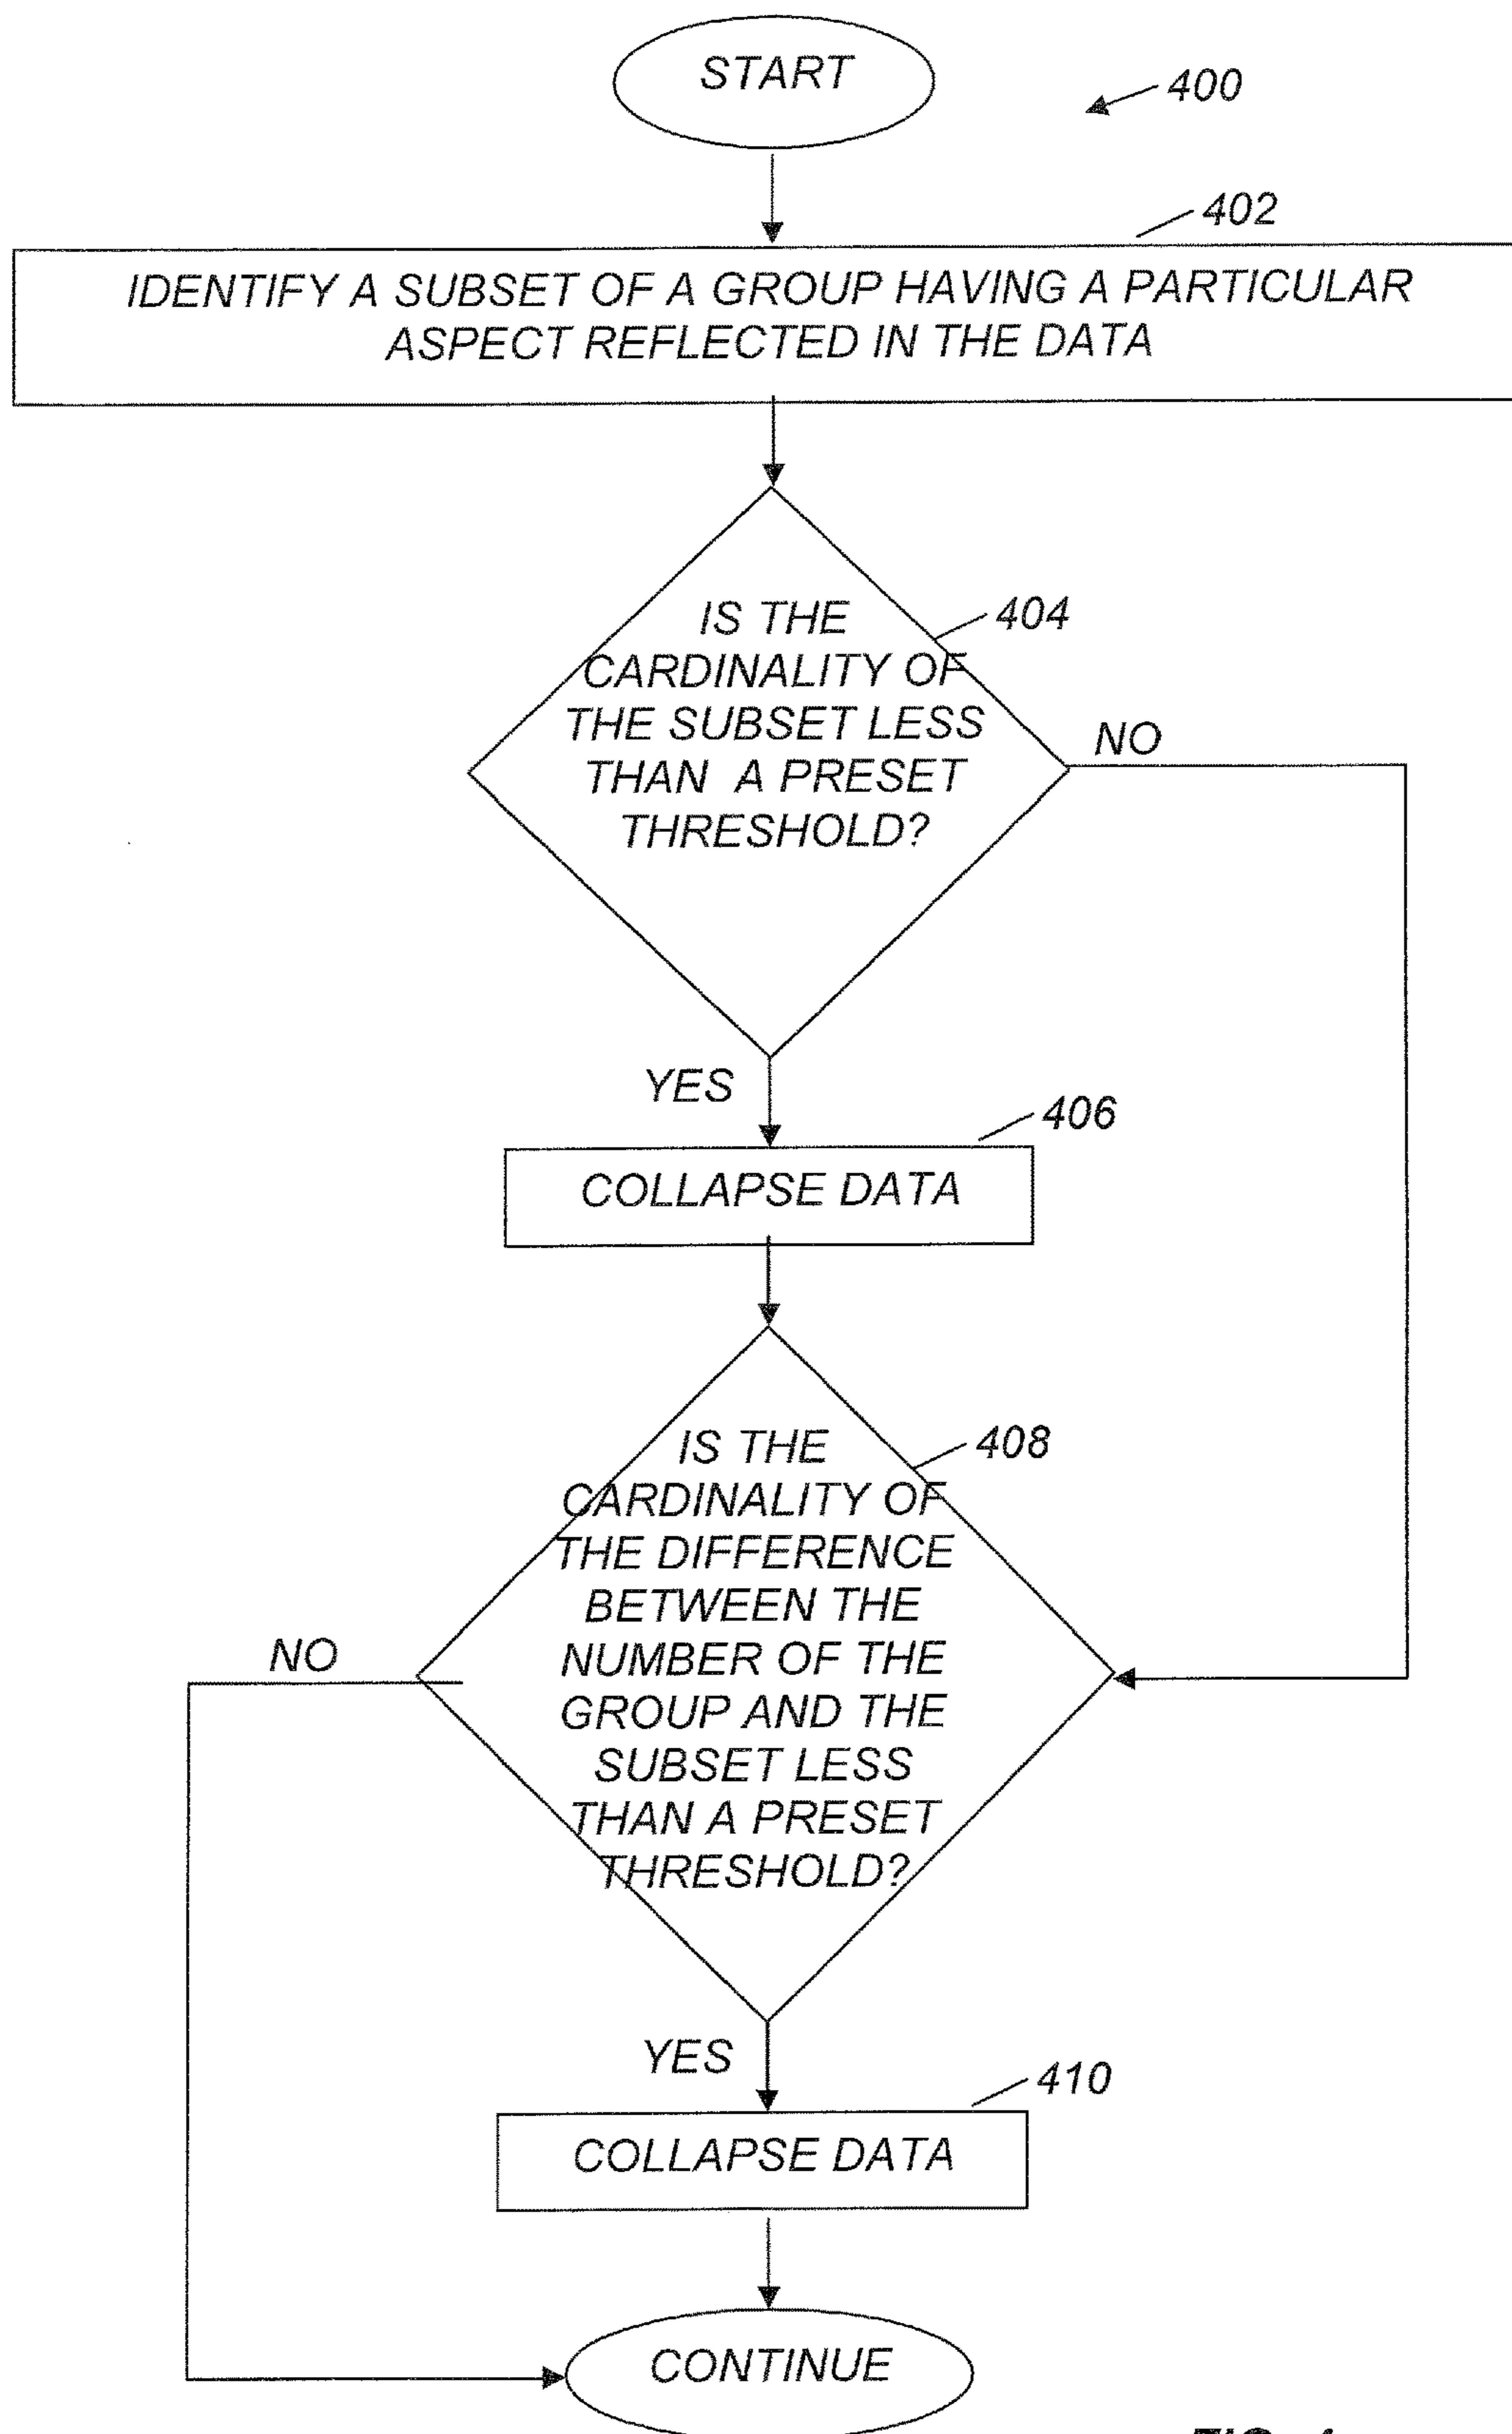 START
400
402
IDENTIFY A SUBSET OF A GROUP HAVING A PARTICULAR
ASPECT REFLECTED IN THE DATA
IS THE
404
CARDINALITY OF
THE SUBSET LESS
NO
THAN A PRESET
THRESHOLD?
YES
406
COLLAPSE DATA
IS THE
408
CARDINALITY OF
THE DIFFERENCE
BETWEEN THE
NO
NUMBER OF THE
GROUP AND THE
SUBSET LESS
THAN A PRESET
THRESHOLD?
YES
410
COLLAPSE DATA
CONTINUE